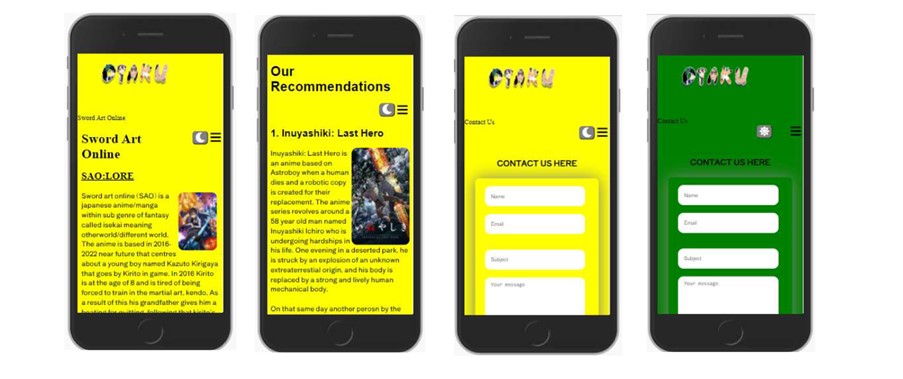 OTAKU
Sword Art Online
Sword Art
Online
SAO:LORE
Sword art online (SAO) is a
japanese anime/manga
within sub genre of fantasy
called isekai meaning
otherworld/different world.
The anime is based in 2016-
2022 near future that centres
about a young boy named Kazuto Kirigaya
that goes by Kirito in game. In 2016 Kirito
is at the age of 8 and is tired of being
forced to train in the martial art, kendo. As
a result of this his grandfather gives him a
beating for quitting, following that kirito's
Our
Recommendations
1. Inuyashiki: Last Hero
Inuyashiki: Last Hero is
an anime based on
Astroboy when a human
dies and a robotic copy
is created for their
replacement. The anime
series revolves around a
58 year old man named
Inuyashiki Ichiro who is
undergoing hardships in
his life. One evening in a deserted park, he
is struck by an explosion of an unknown
extreaterrestrial origin, and his body is
replaced by a strong and lively human
mechanical body.
On that same day another perosn by the
OTAKU
Contact Us
CONTACT US HERE
Name
Email
Subject
Your message
OTAKU
Contact Us
CONTACT US HERE
Name
Email
Subject
Your message